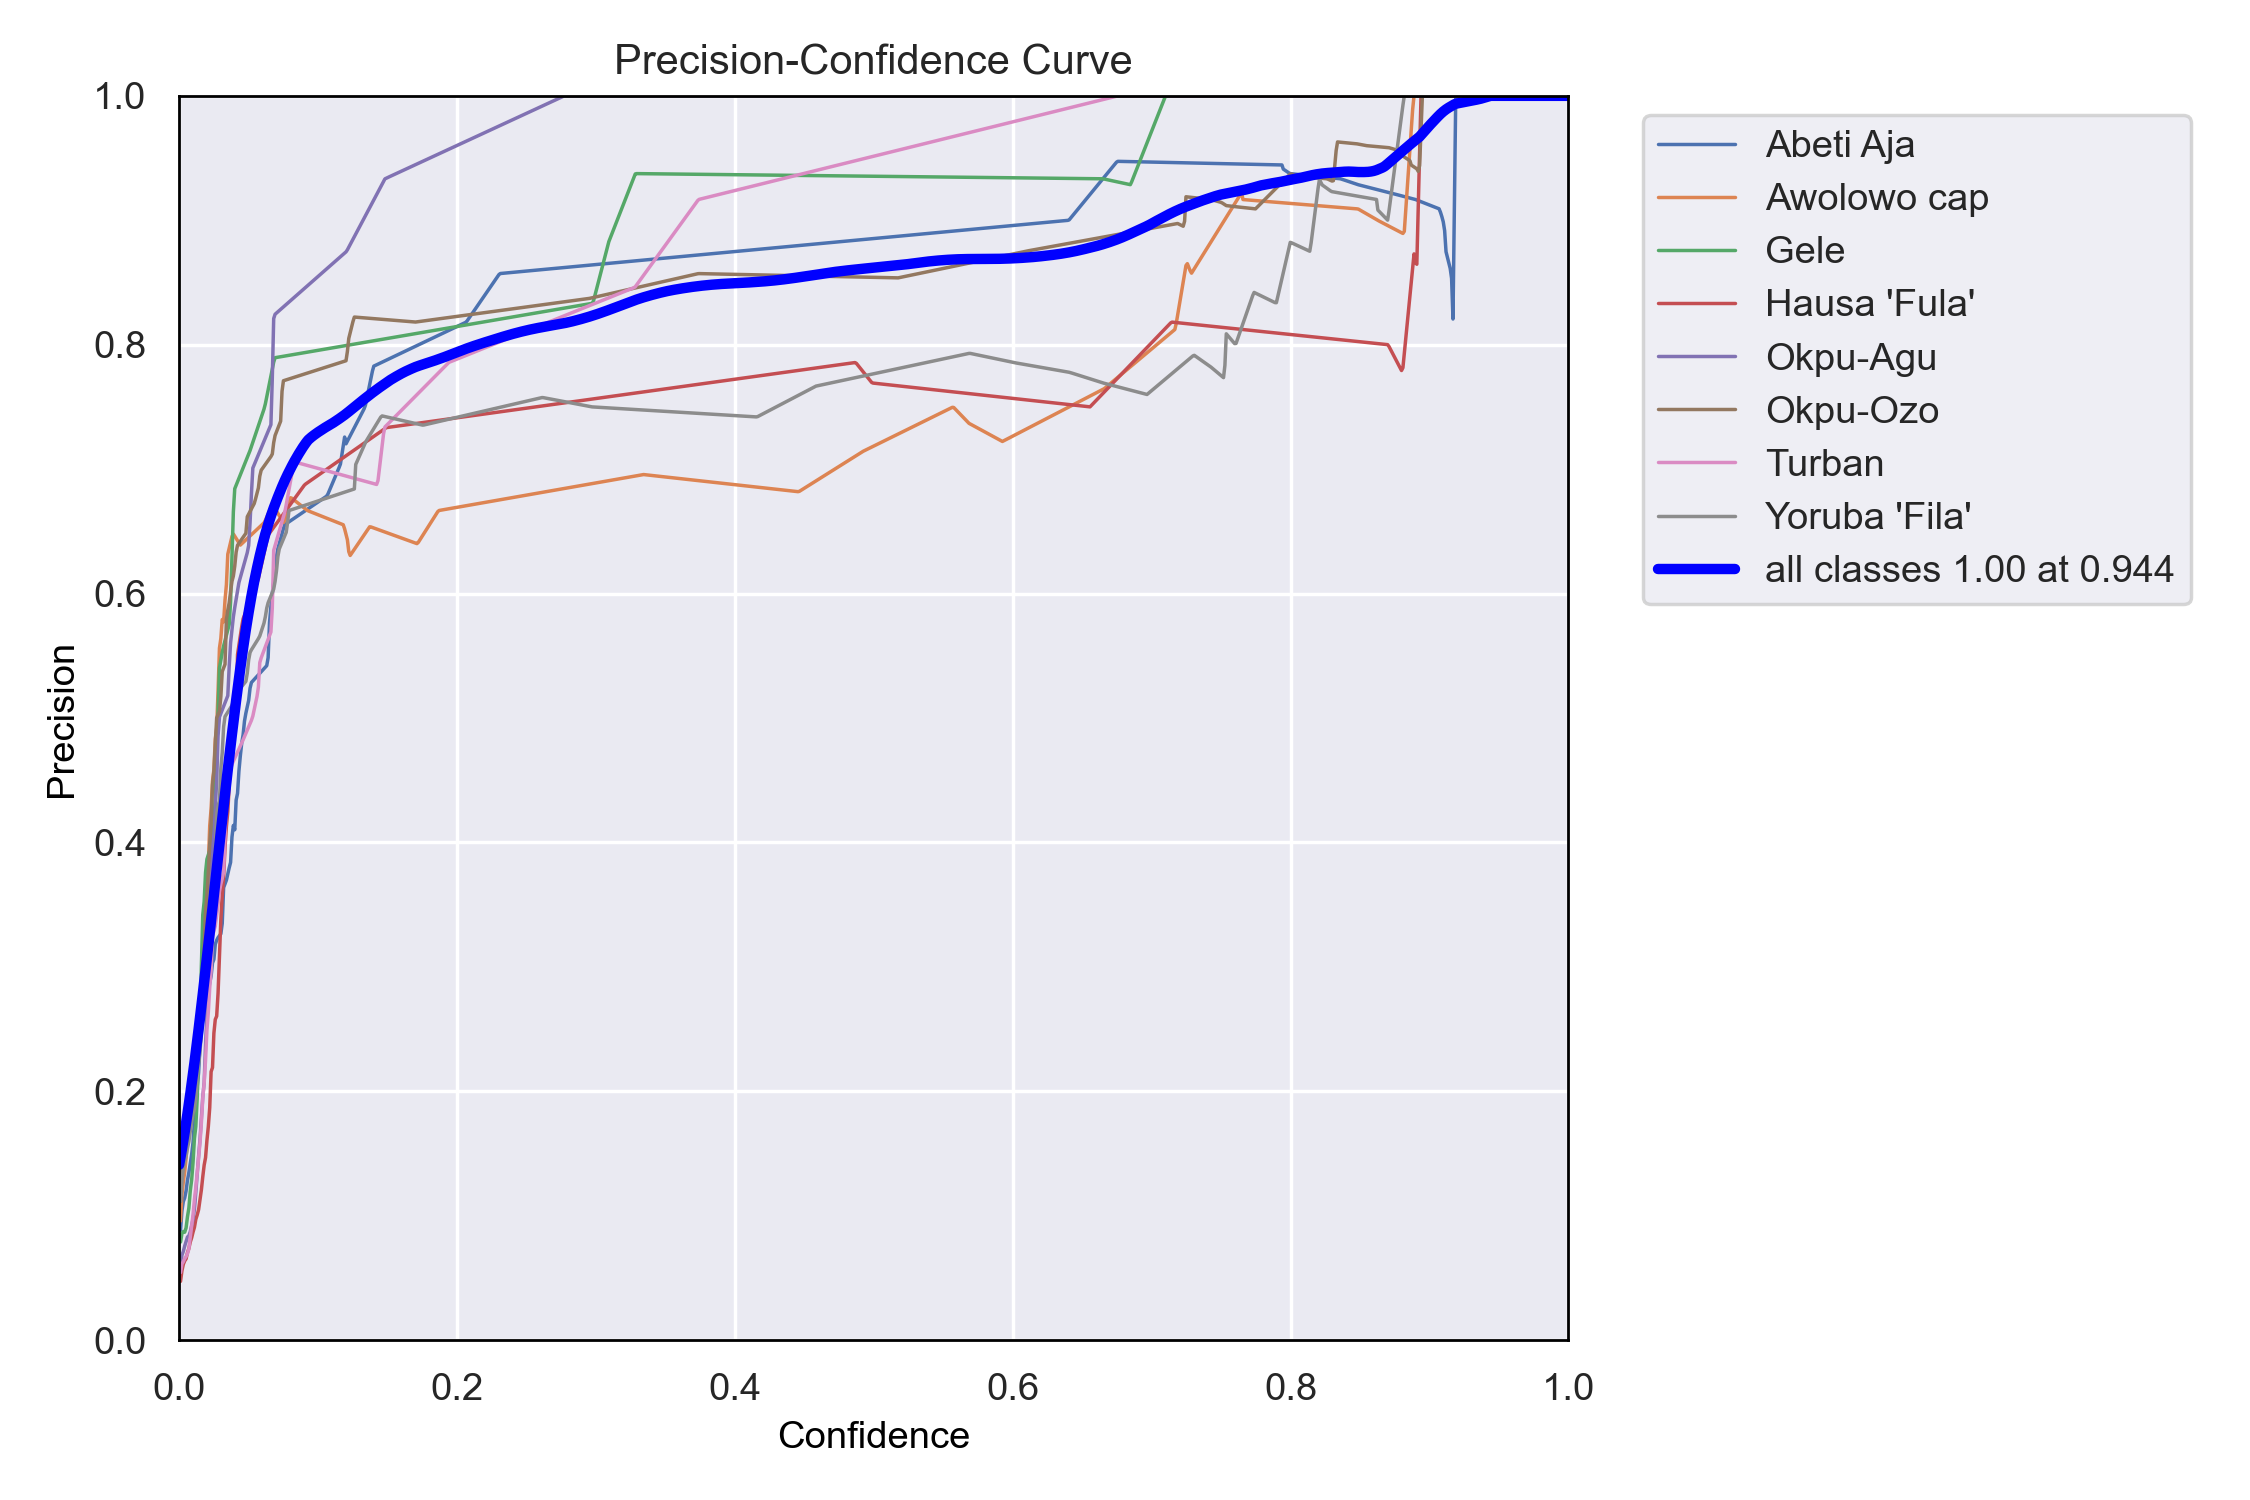 Precision-Confidence Curve
1.0
0.8
0.6
0.4
0.2
0.0
Precision
0.0 0.2 0.4 0.6 0.8 1.0
Confidence
Abeti Aja
Awolowo cap
Gele
Hausa 'Fula'
Okpu-Agu
Okpu-Ozo
Turban
Yoruba 'Fila'
all classes 1.00 at 0.944